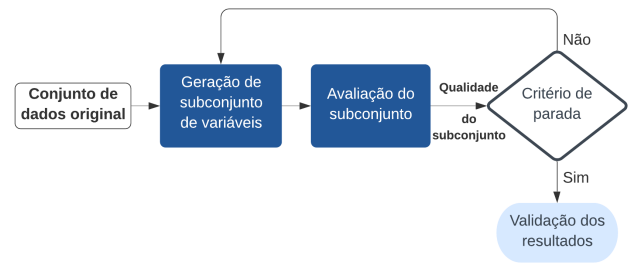 Não
Conjunto de
dados original
Geração de
subconjunto
de variáveis
Avaliação do
subconjunto
Qualidade
do
subconjunto
Critério de
parada
Sim
Validação dos
resultados